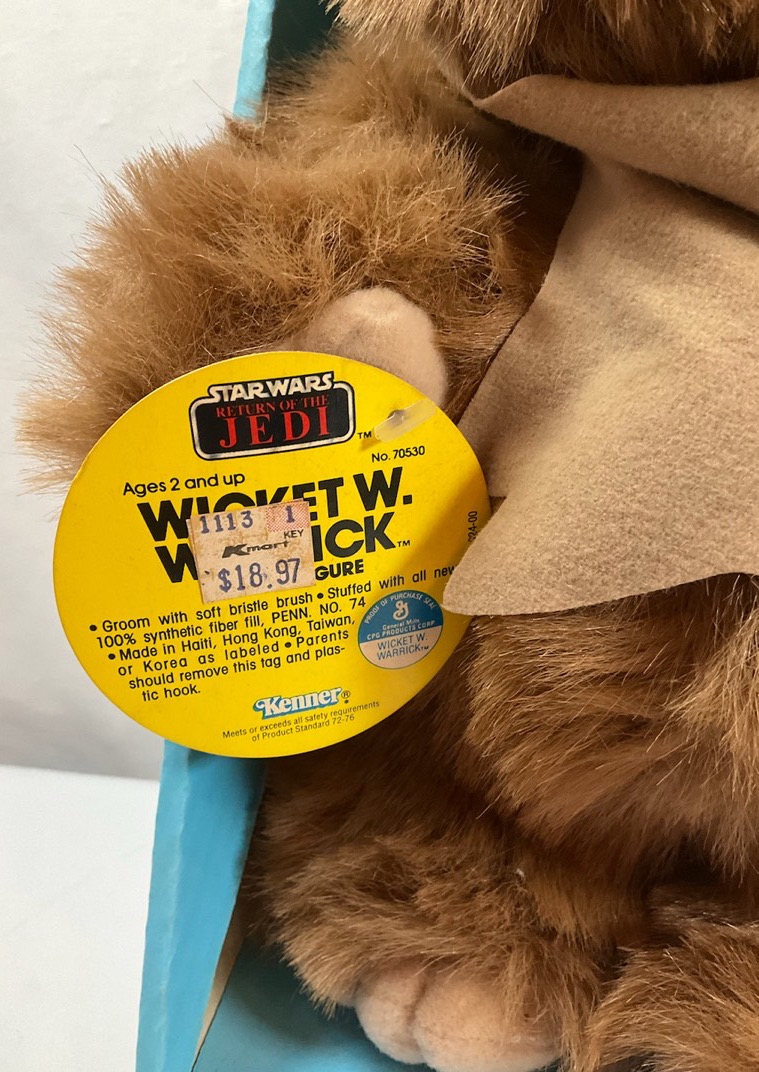 STAR WARS
RETURN OF THE
JEDI TM
No. 70530
Ages 2 and up
WICKET W.
1113 1
KEY
Kmart
$18.97
ICK TM
GURE
• Groom with soft bristle brush • Stuffed with all new
100% synthetic fiber fill, PENN. NO. 74
• Made in Haiti, Hong Kong, Taiwan,
or Korea as labeled • Parents
should remove this tag and plas-
tic hook.
PROOF OF PURCHASE SEAL
General Mills
CPG PRODUCTS CORP
WICKET W.
WARRICK TM
Kenner®
Meets or exceeds all safety requirements
of Product Standard 72-76